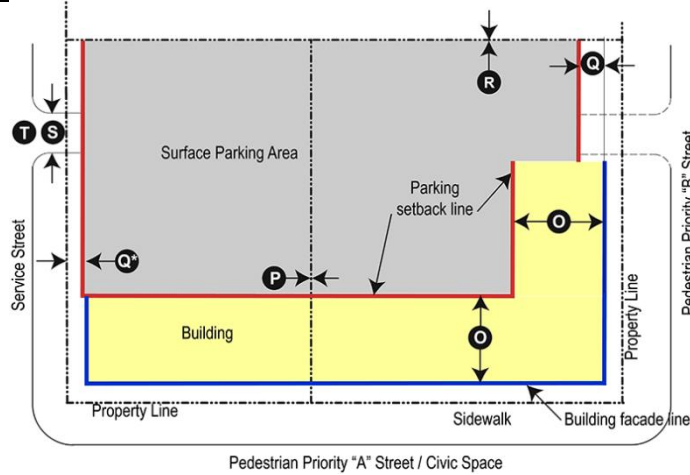 Q
R
T S
Surface Parking Area
Parking
setback line
O
Service Street
Pedestrian Priority "B" Street
Q*
P
Property Line
Building
O
Property Line
Sidewalk
Building facade line
Pedestrian Priority "A" Street / Civic Space